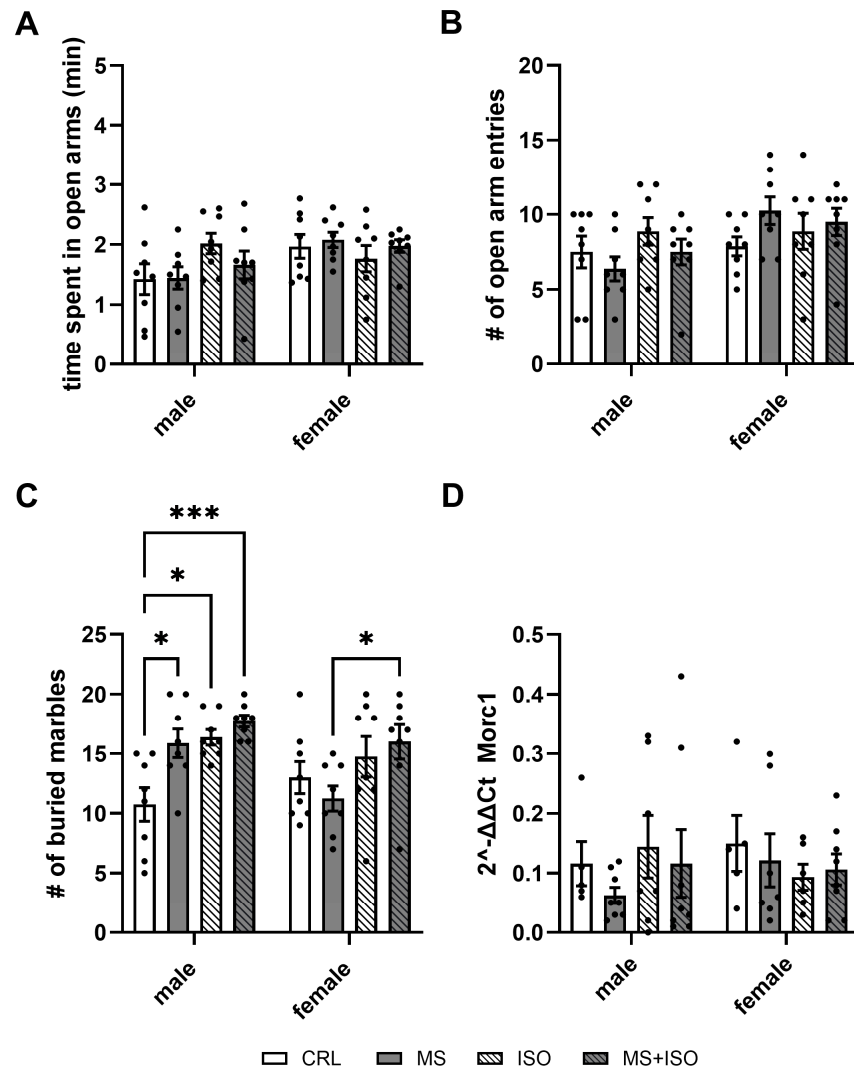 A
time spent in open arms (min)
5
4
3
2
1
0
male
female
B
# of open arm entries
20
15
10
5
0
male
female
C
***
*
*
*
# of buried marbles
25
20
15
10
5
0
male
female
D
2^-ΔΔCt Morc1
0.5
0.4
0.3
0.2
0.1
0.0
male
female
CRL MS ISO MS+ISO